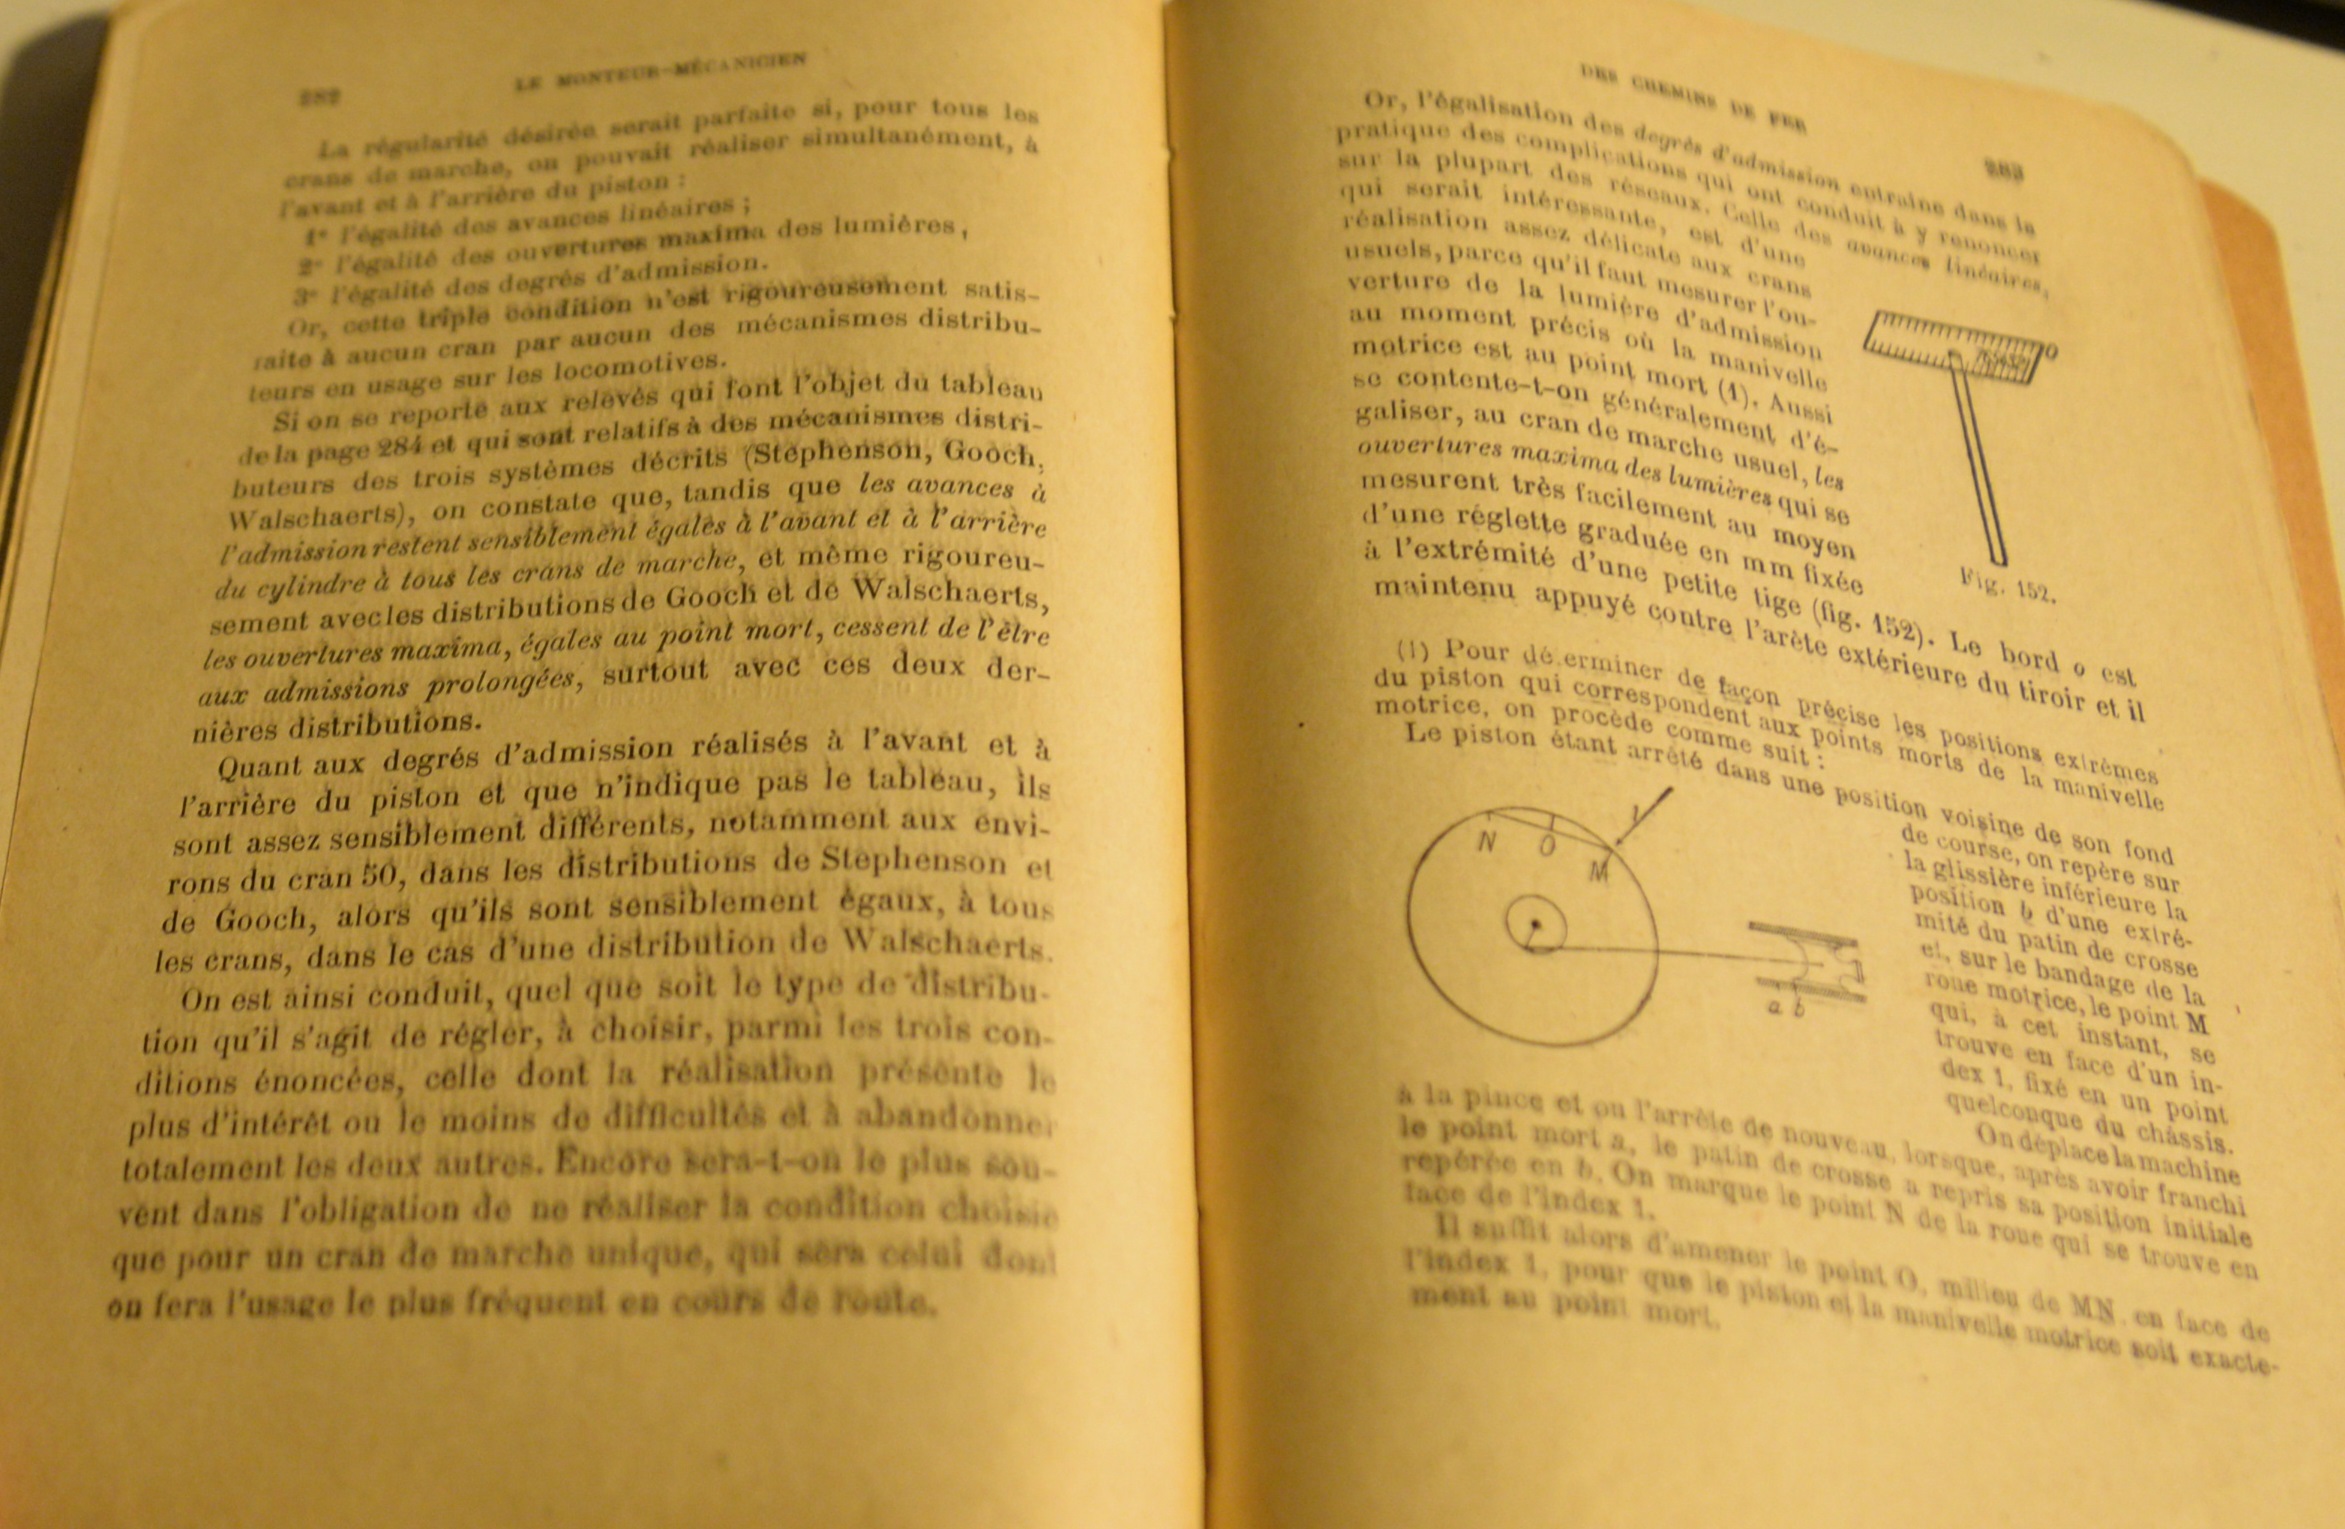 282
LE MONTEUR-MÉCANICIEN
La régularité désirée serait parfaite si, pour tous les
crans de marche, on pouvait réaliser simultanément, à
l'avant et à l'arrière du piston :
1° l'égalité des avances linéaires ;
2° l'égalité des ouvertures maxima des lumières,
3° l'égalité des degrés d'admission.
Or, cette triple condition n'est rigoureusement satis-
faite à aucun cran par aucun des mécanismes distribu-
teurs en usage sur les locomotives.
Si on se reporte aux relevés qui font l'objet du tableau
de la page 284 et qui sont relatifs à des mécanismes distri-
buteurs des trois systèmes décrits (Stephenson, Gooch,
Walschaerts), on constate que, tandis que les avances à
l'admission restent sensiblement égales à l'avant et à l'arrière
du cylindre à tous les crans de marche, et même rigoureu-
sement avec les distributions de Gooch et de Walschaerts,
les ouvertures maxima, égales au point mort, cessent de l'être
aux admissions prolongées, surtout avec ces deux der-
nières distributions.
Quant aux degrés d'admission réalisés à l'avant et à
l'arrière du piston et que n'indique pas le tableau, ils
sont assez sensiblement différents, notamment aux envi-
rons du cran 50, dans les distributions de Stephenson et
de Gooch, alors qu'ils sont sensiblement égaux, à tous
les crans, dans le cas d'une distribution de Walschaerts.
On est ainsi conduit, quel que soit le type de distribu-
tion qu'il s'agit de régler, à choisir, parmi les trois con-
ditions énoncées, celle dont la réalisation présente le
plus d'intérêt ou le moins de difficultés et à abandonner
totalement les deux autres. Encore sera-t-on le plus sou-
vent dans l'obligation de ne réaliser la condition choisie
que pour un cran de marche unique, qui sera celui dont
on fera l'usage le plus fréquent en cours de route.
DES CHEMINS DE FER
283
Or, l'égalisation des degrés d'admission entraîne dans la
pratique des complications qui ont conduit à y renoncer
sur la plupart des réseaux. Celle des avances linéaires,
qui serait intéressante, est d'une
réalisation assez délicate aux crans
usuels, parce qu'il faut mesurer l'ou-
verture de la lumière d'admission
au moment précis où la manivelle
motrice est au point mort (1). Aussi
se contente-t-on généralement d'é-
galiser, au cran de marche usuel, les
ouvertures maxima des lumières qui se
mesurent très facilement au moyen
d'une réglette graduée en mm fixée
à l'extrémité d'une petite tige (fig. 152). Le bord o est
maintenu appuyé contre l'arête extérieure du tiroir et il
o
Fig. 152.
(1) Pour dé erminer de façon précise les positions extrêmes
du piston qui correspondent aux points morts de la manivelle
motrice, on procède comme suit :
Le piston étant arrêté dans une position voisine de son fond
de course, on repère sur
la glissière inférieure la
position b d'une extré-
mité du patin de crosse
et, sur le bandage de la
roue motrice, le point M
qui, à cet instant, se
trouve en face d'un in-
dex 1, fixé en un point
quelconque du châssis.
On déplace la machine
N O M
a b
à la pince et on l'arrête de nouveau, lorsque, après avoir franchi
le point mort a, le patin de crosse a repris sa position initiale
repérée en b. On marque le point N de la roue qui se trouve en
face de l'index 1.
Il suffit alors d'amener le point O, milieu de MN, en face de
l'index 1, pour que le piston et la manivelle motrice soit exacte-
ment au point mort.